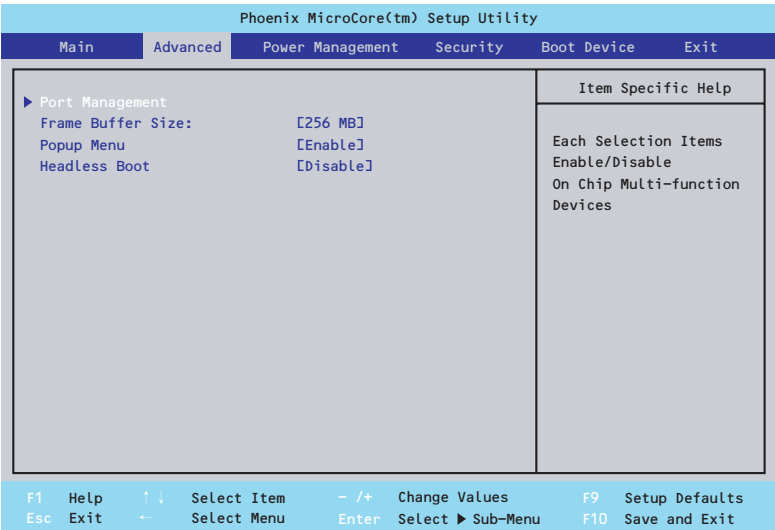 Phoenix MicroCore(tm) Setup Utility
Main Advanced Power Management Security Boot Device Exit
Port Management
Frame Buffer Size: [256 MB]
Popup Menu [Enable]
Headless Boot [Disable]
Item Specific Help
Each Selection Items
Enable/Disable
On Chip Multi-function
Devices
F1 Help ↑↓ Select Item - /+ Change Values F9 Setup Defaults
Esc Exit ← Select Menu Enter Select ▶ Sub-Menu F10 Save and Exit